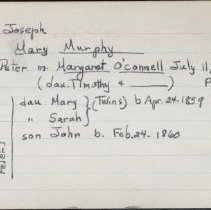 Joseph
Mary Murphy
Peter m. Margaret O'connell July 11,
(dau. Timothy & ______) P
dau Mary } (Twins) b Apr. 24-1859
" Sarah }
son John b. Feb. 24- 1860